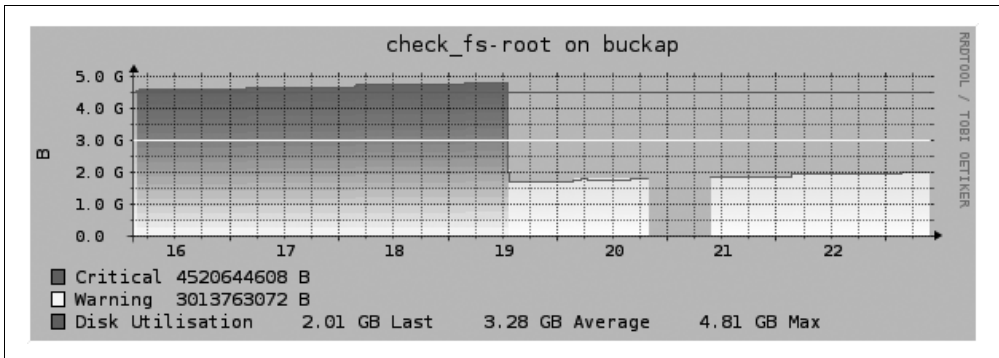 check_fs-root on buckap
RRDTOOL / TOBI OETIKER
5.0 G
4.0 G
3.0 G
2.0 G
1.0 G
0.0
B
16 17 18 19 20 21 22
Critical 4520644608 B
Warning 3013763072 B
Disk Utilisation 2.01 GB Last 3.28 GB Average 4.81 GB Max